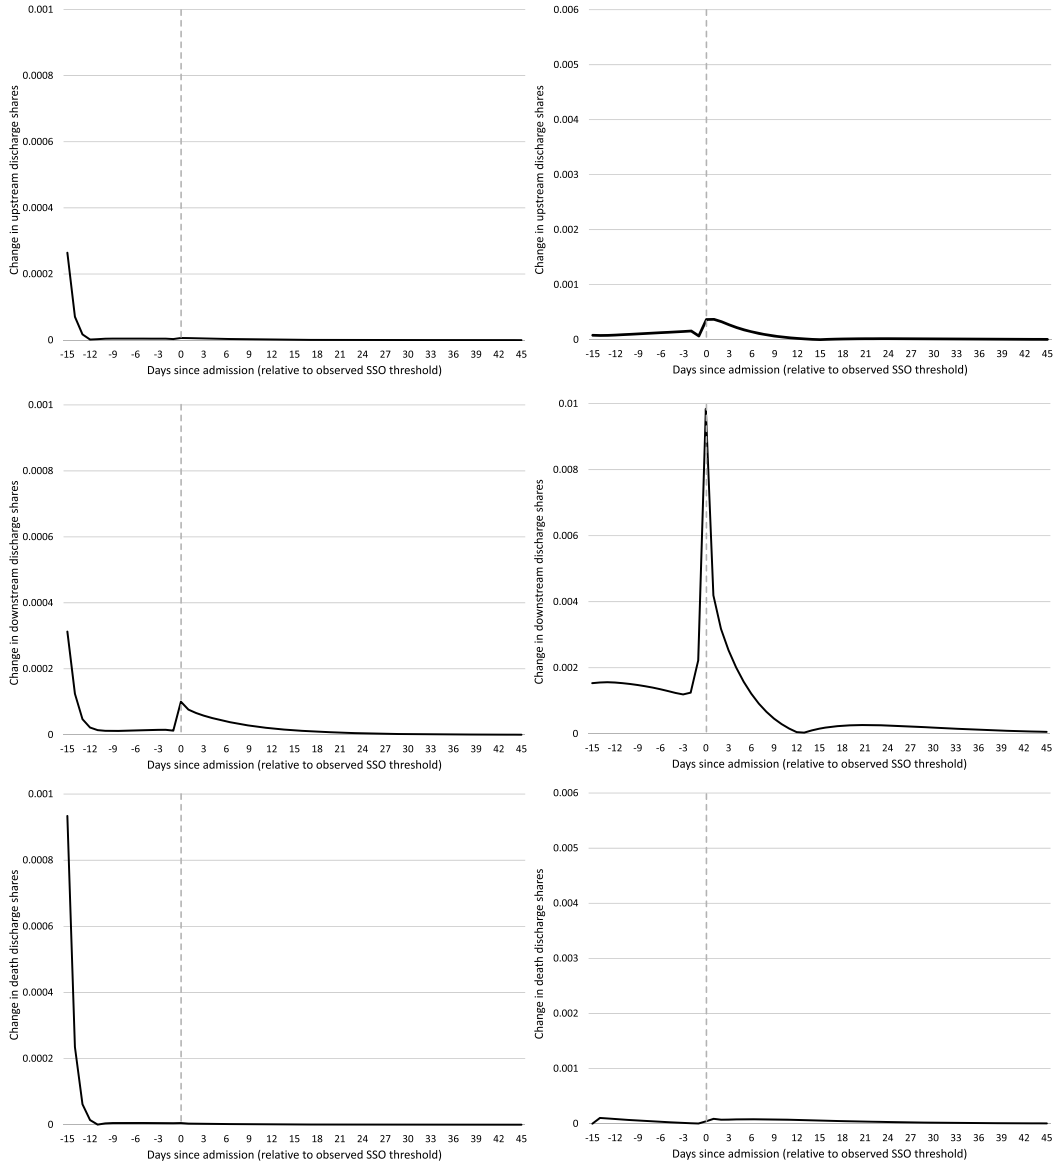 Change in upstream discharge shares
0.001
0.0008
0.0006
0.0004
0.0002
0
-15 -12 -9 -6 -3 0 3 6 9 12 15 18 21 24 27 30 33 36 39 42 45
Days since admission (relative to observed SSO threshold)
Change in upstream discharge shares
0.006
0.005
0.004
0.003
0.002
0.001
0
-15 -12 -9 -6 -3 0 3 6 9 12 15 18 21 24 27 30 33 36 39 42 45
Days since admission (relative to observed SSO threshold)
Change in downstream discharge shares
0.001
0.0008
0.0006
0.0004
0.0002
0
-15 -12 -9 -6 -3 0 3 6 9 12 15 18 21 24 27 30 33 36 39 42 45
Days since admission (relative to observed SSO threshold)
Change in downstream discharge shares
0.01
0.008
0.006
0.004
0.002
0
-15 -12 -9 -6 -3 0 3 6 9 12 15 18 21 24 27 30 33 36 39 42 45
Days since admission (relative to observed SSO threshold)
Change in death discharge shares
0.001
0.0008
0.0006
0.0004
0.0002
0
-15 -12 -9 -6 -3 0 3 6 9 12 15 18 21 24 27 30 33 36 39 42 45
Days since admission (relative to observed SSO threshold)
Change in death discharge shares
0.006
0.005
0.004
0.003
0.002
0.001
0
-15 -12 -9 -6 -3 0 3 6 9 12 15 18 21 24 27 30 33 36 39 42 45
Days since admission (relative to observed SSO threshold)